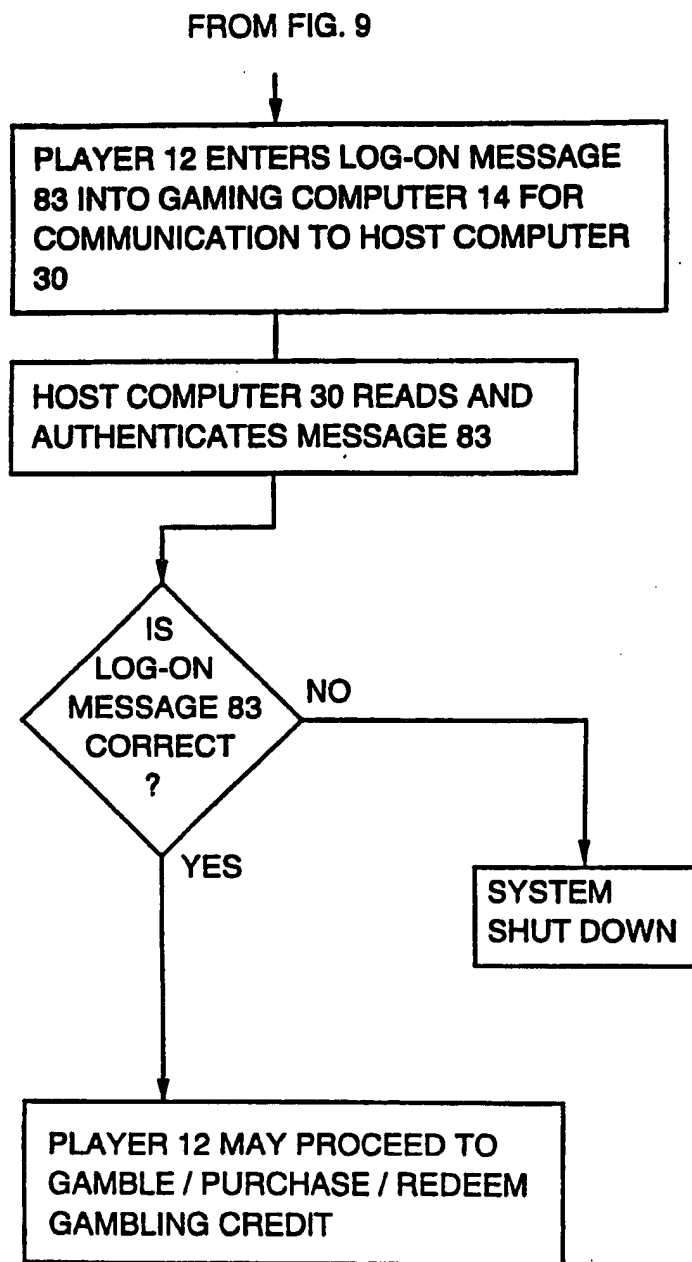 FROM FIG. 9
PLAYER 12 ENTERS LOG-ON MESSAGE
83 INTO GAMING COMPUTER 14 FOR
COMMUNICATION TO HOST COMPUTER
30
HOST COMPUTER 30 READS AND
AUTHENTICATES MESSAGE 83
IS
LOG-ON
MESSAGE 83
CORRECT
?
NO
YES
SYSTEM
SHUT DOWN
PLAYER 12 MAY PROCEED TO
GAMBLE / PURCHASE / REDEEM
GAMBLING CREDIT